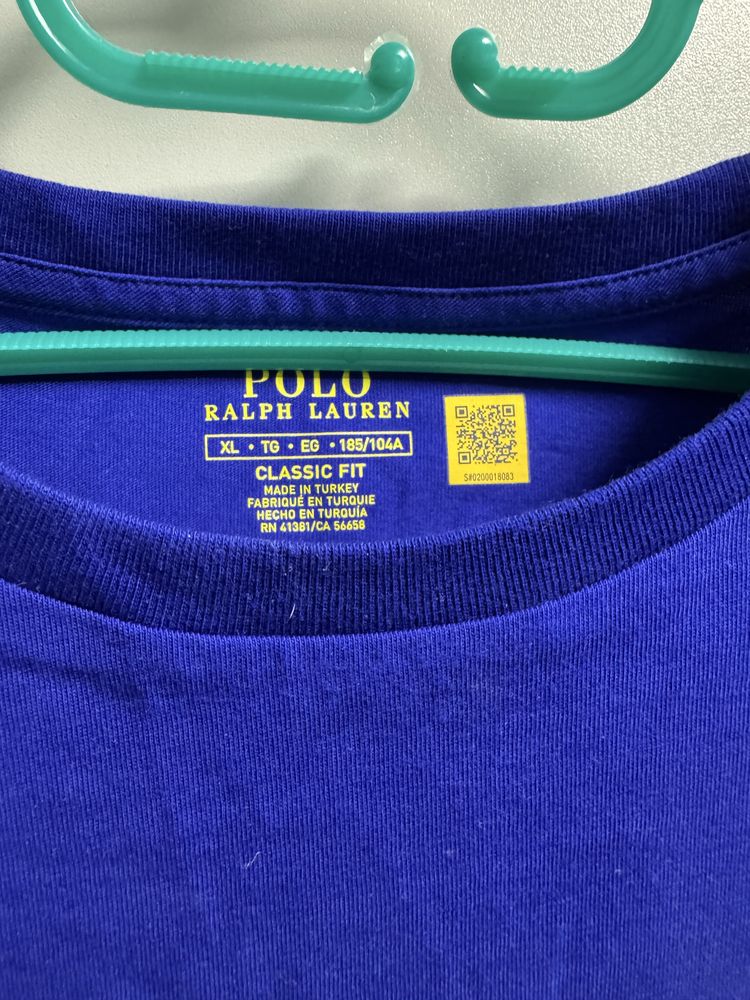 POLO
RALPH LAUREN
XL • TG • EG • 185/104A
CLASSIC FIT
MADE IN TURKEY
FABRIQUÉ EN TURQUIE
HECHO EN TURQUÍA
RN 41381/CA 56658
S#0200018083